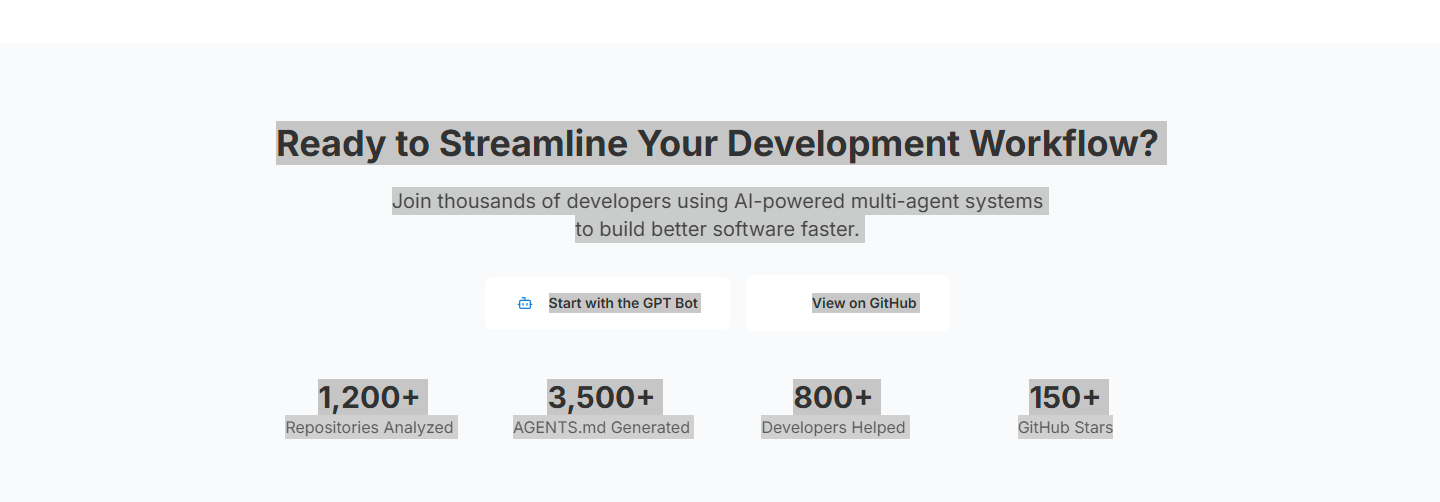 Ready to Streamline Your Development Workflow?
Join thousands of developers using AI-powered multi-agent systems
to build better software faster.
Start with the GPT Bot
View on GitHub
1,200+
Repositories Analyzed
3,500+
AGENTS.md Generated
800+
Developers Helped
150+
GitHub Stars